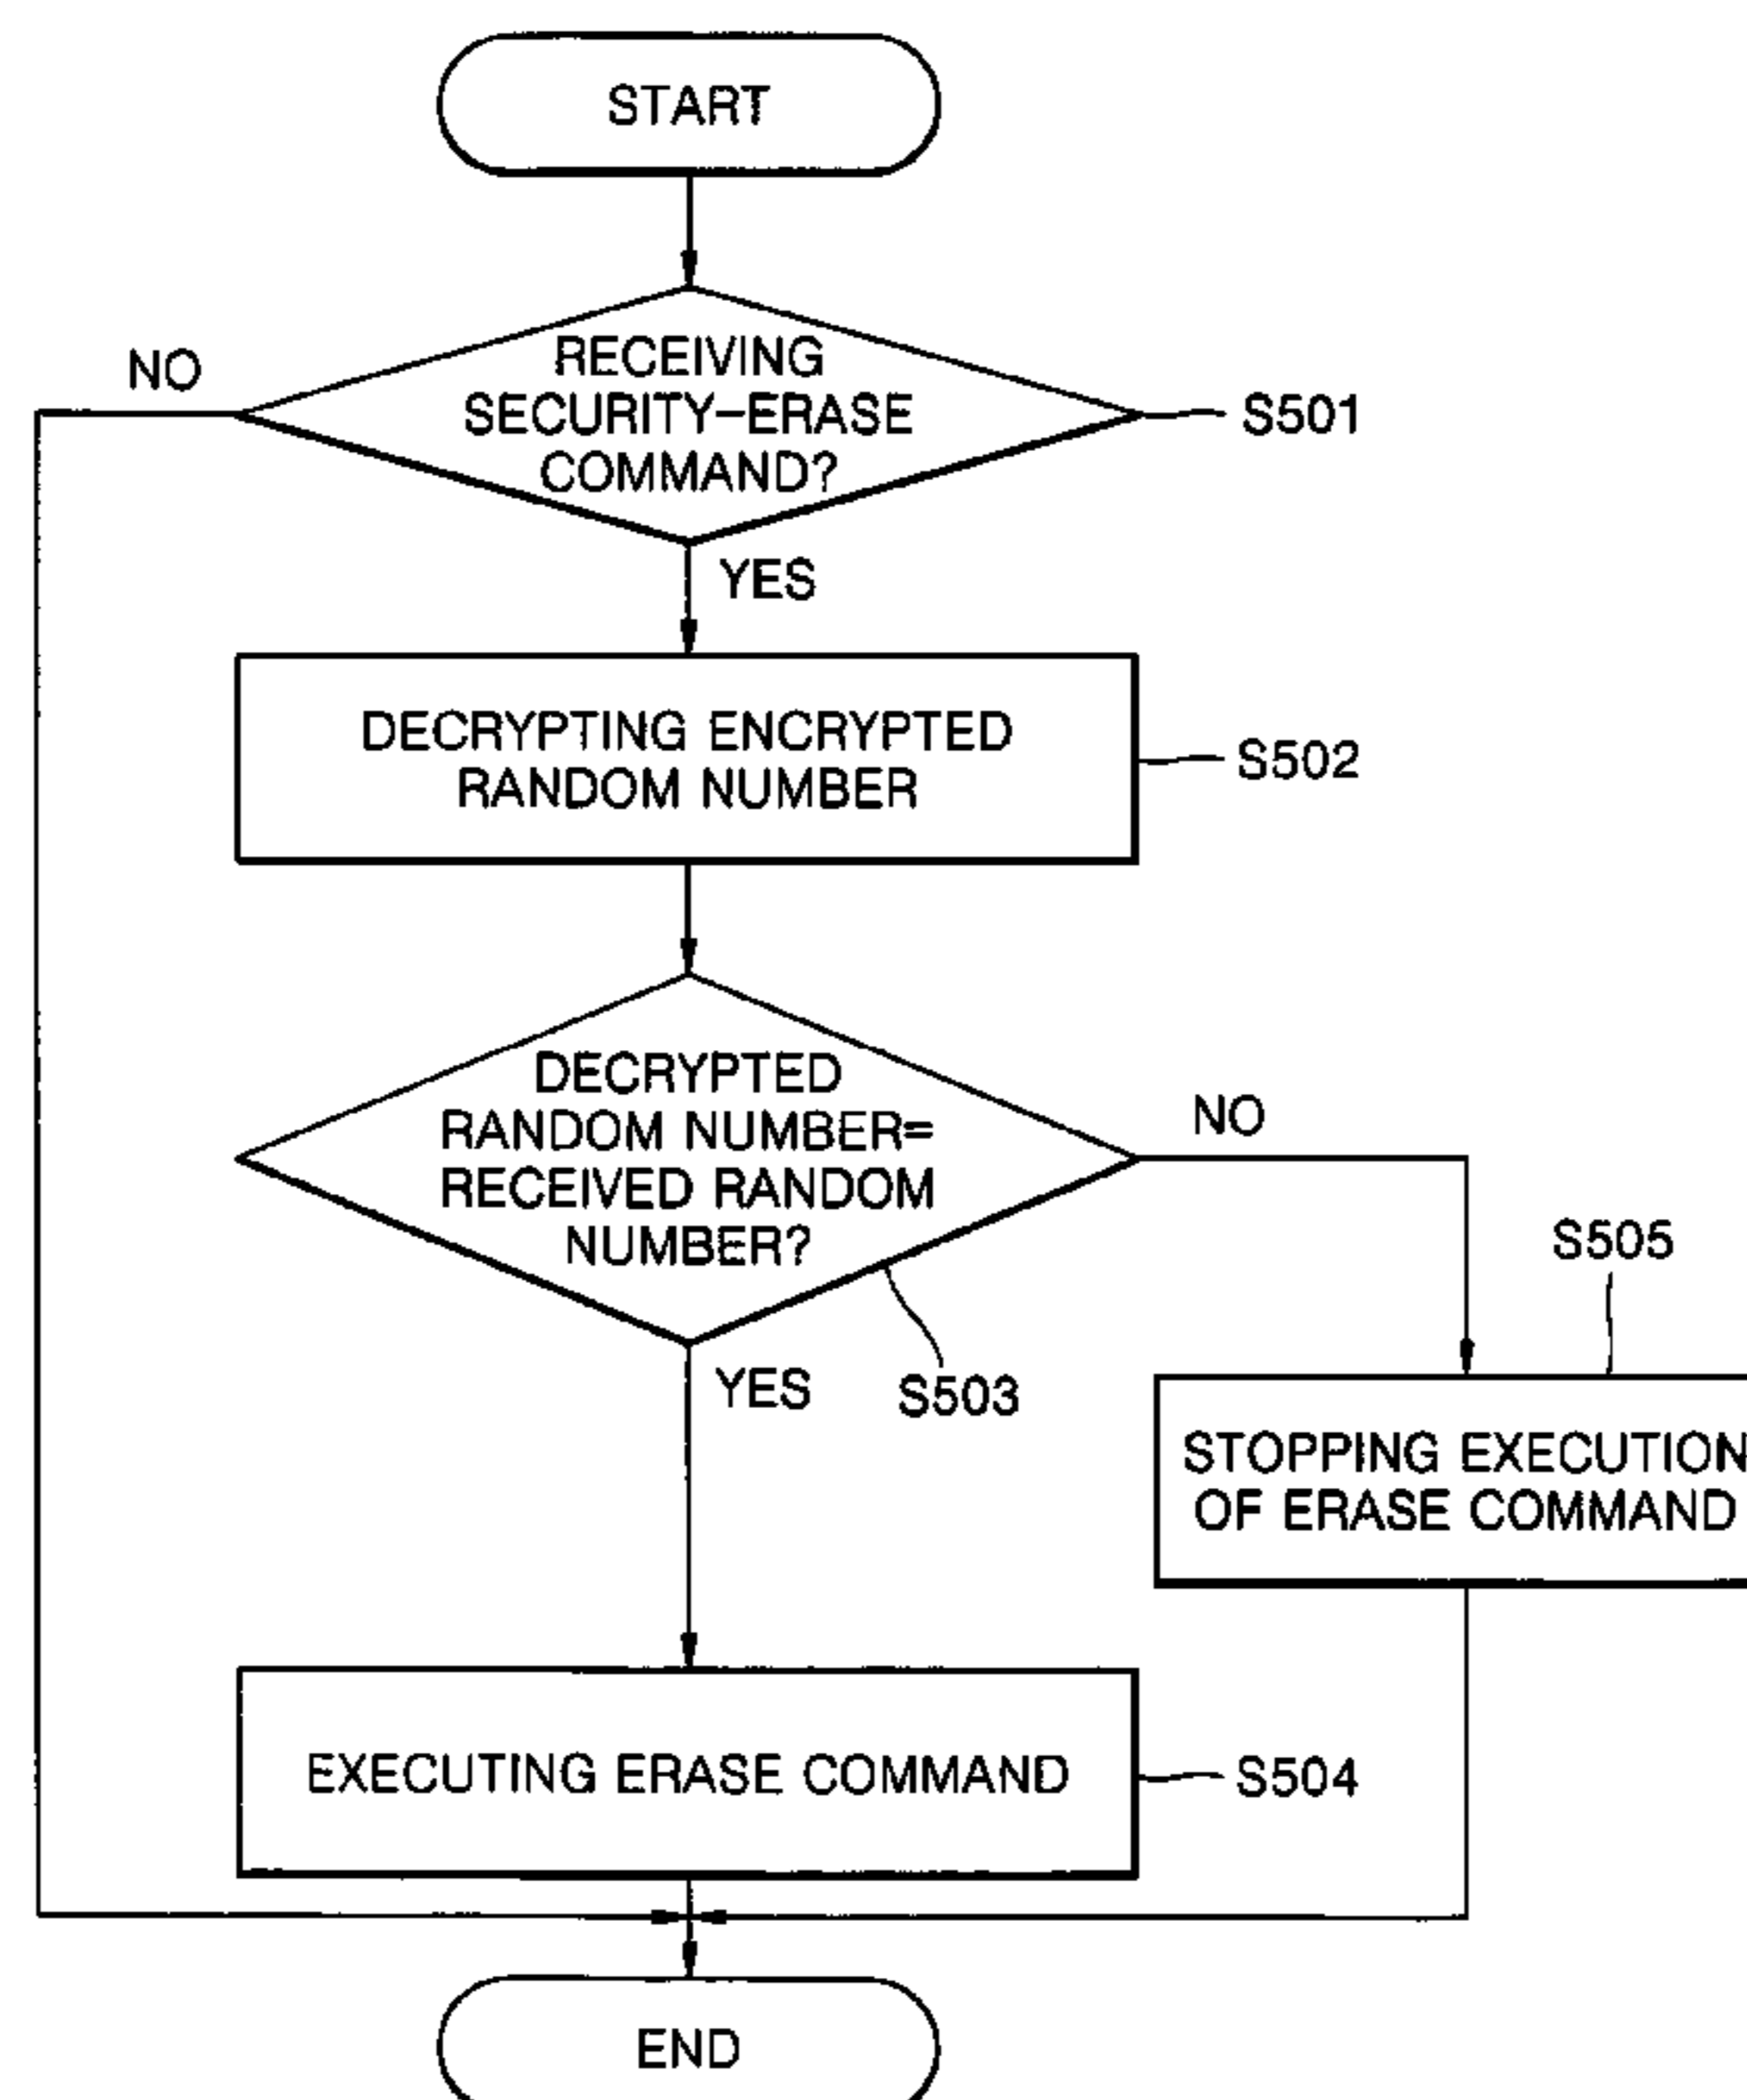 START
RECEIVING
SECURITY-ERASE
COMMAND?
NO
S501
YES
DECRYPTING ENCRYPTED
RANDOM NUMBER
S502
DECRYPTED
RANDOM NUMBER=
RECEIVED RANDOM
NUMBER?
NO
S503
YES
S505
STOPPING EXECUTION
OF ERASE COMMAND
EXECUTING ERASE COMMAND
S504
END